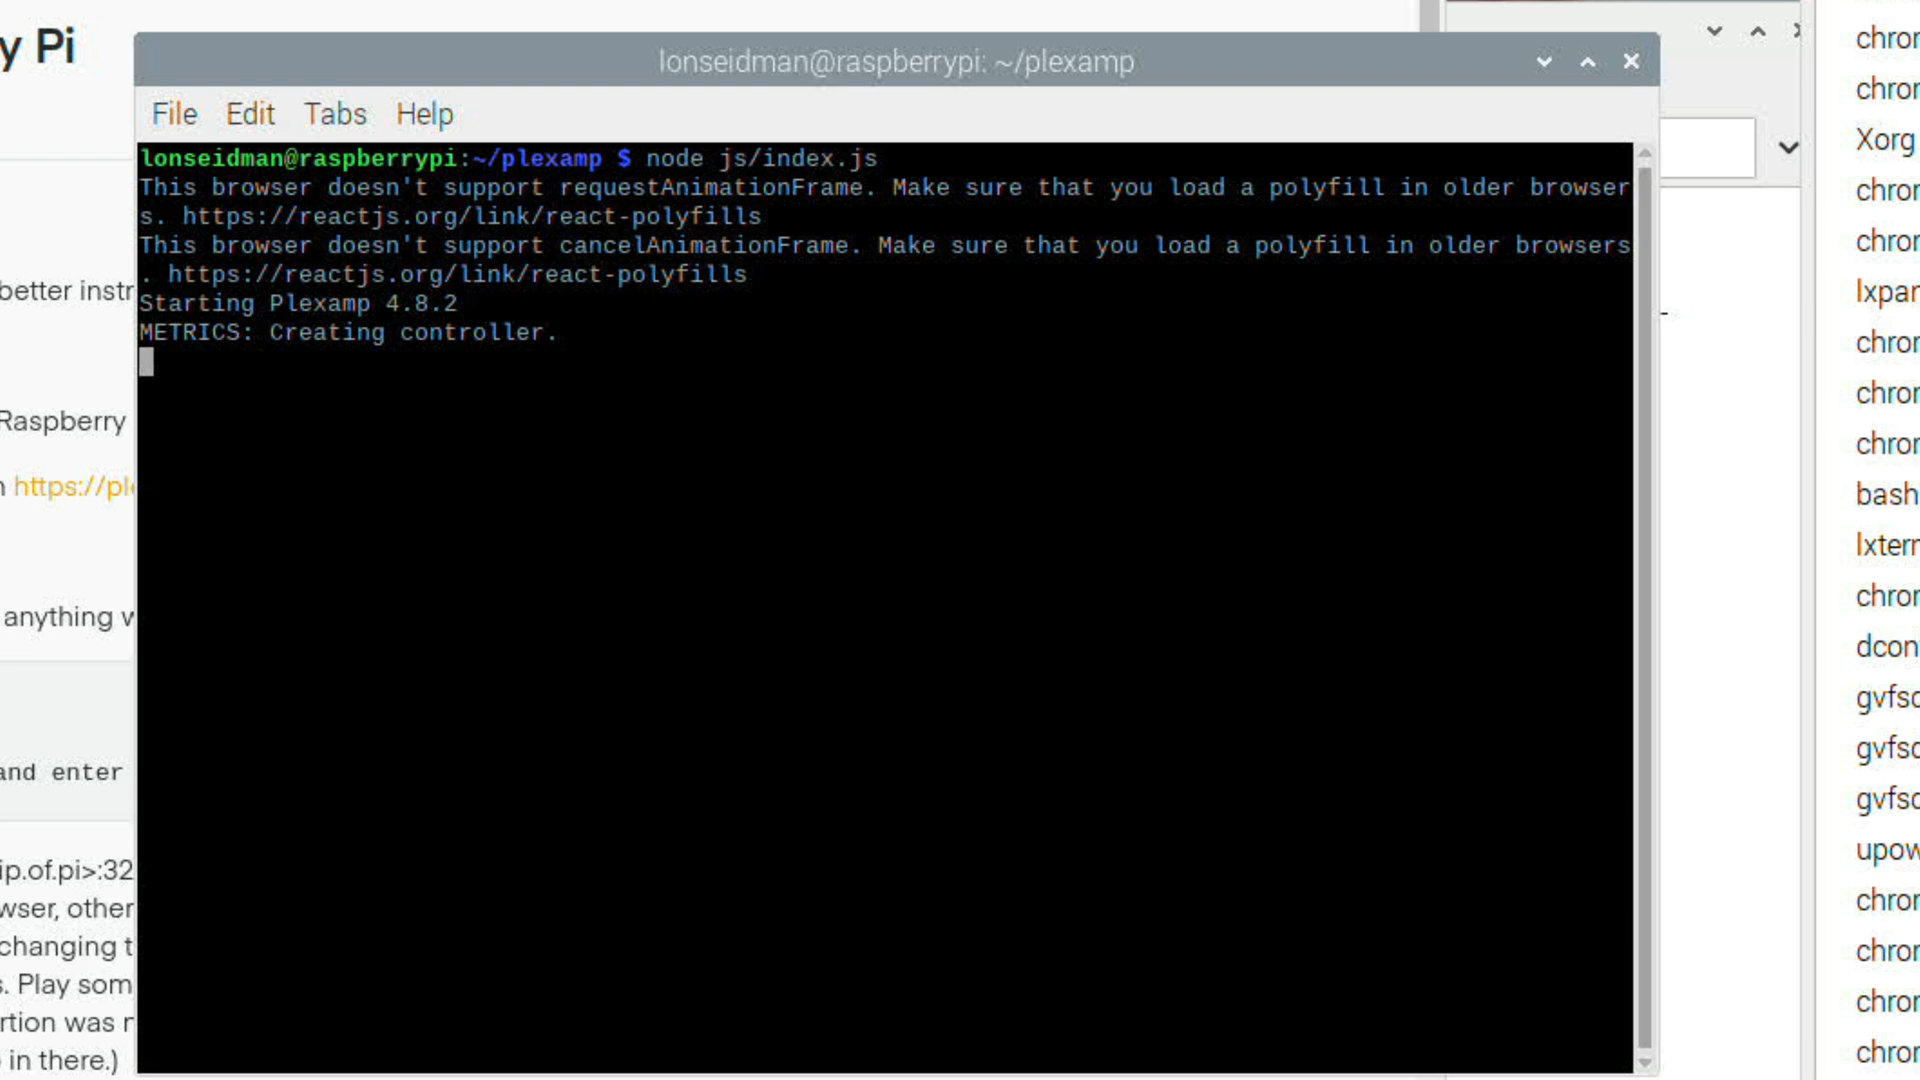 y Pi
lonseidman@raspberrypi: ~/plexamp
File Edit Tabs Help
lonseidman@raspberrypi:~/plexamp $ node js/index.js
This browser doesn't support requestAnimationFrame. Make sure that you load a polyfill in older browser
s. https://reactjs.org/link/react-polyfills
This browser doesn't support cancelAnimationFrame. Make sure that you load a polyfill in older browsers
. https://reactjs.org/link/react-polyfills
Starting Plexamp 4.8.2
METRICS: Creating controller.
better instr
Raspberry
n https://pl
anything w
and enter
ip.of.pi>:32
wser, other
changing t
s. Play som
rtion was n
in there.)
chron
chron
Xorg
chron
chron
lxpan
chron
chron
chron
bash
lxtern
chron
dcon
gvfsd
gvfsd
gvfsd
upow
chron
chron
chron
chron